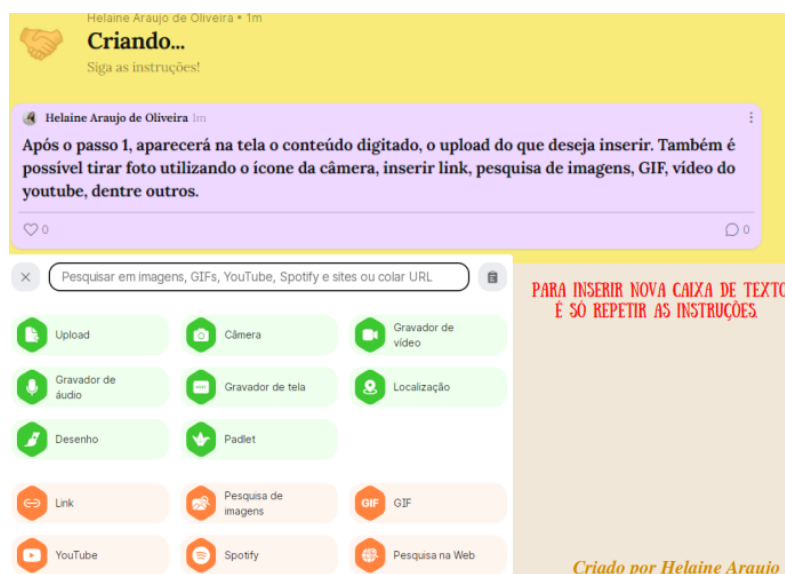 Helaine Araujo de Oliveira • 1m
Criando...
Siga as instruções!
Helaine Araujo de Oliveira 1m
Após o passo 1, aparecerá na tela o conteúdo digitado, o upload do que deseja inserir. Também é
possível tirar foto utilizando o ícone da câmera, inserir link, pesquisa de imagens, GIF, vídeo do
youtube, dentre outros.
0
0
Pesquisar em imagens, GIFs, YouTube, Spotify e sites ou colar URL
PARA INSERIR NOVA CAIXA DE TEXTO
É SÓ REPETIR AS INSTRUÇÕES.
Upload
Câmera
Gravador de
vídeo
Gravador de
áudio
Gravador de tela
Localização
Desenho
Padlet
Link
Pesquisa de
imagens
GIF
GIF
YouTube
Spotify
Pesquisa na Web
Criado por Helaine Araujo